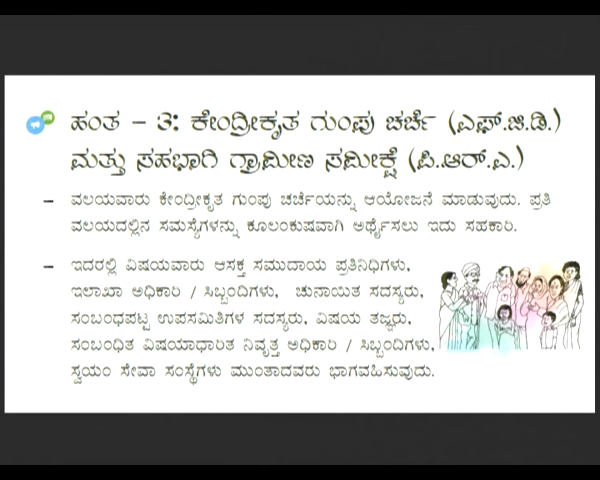 ಹಂತ – 3: ಕೇಂದ್ರೀಕೃತ ಗುಂಪು ಚರ್ಚೆ (ಎಫ್.ಜಿ.ಡಿ.)
ಮತ್ತು ಸಹಭಾಗಿ ಗ್ರಾಮೀಣ ಸಮೀಕ್ಷೆ (ಪಿ.ಆರ್.ಎ.)
– ವಲಯವಾರು ಕೇಂದ್ರೀಕೃತ ಗುಂಪು ಚರ್ಚೆಯನ್ನು ಆಯೋಜನೆ ಮಾಡುವುದು. ಪ್ರತಿ
ವಲಯದಲ್ಲಿನ ಸಮಸ್ಯೆಗಳನ್ನು ಕೂಲಂಕುಷವಾಗಿ ಅರ್ಥೈಸಲು ಇದು ಸಹಕಾರಿ.
– ಇದರಲ್ಲಿ ವಿಷಯವಾರು ಆಸಕ್ತ ಸಮುದಾಯ ಪ್ರತಿನಿಧಿಗಳು,
ಇಲಾಖಾ ಅಧಿಕಾರಿ / ಸಿಬ್ಬಂದಿಗಳು, ಚುನಾಯಿತ ಸದಸ್ಯರು,
ಸಂಬಂಧಪಟ್ಟ ಉಪಸಮಿತಿಗಳ ಸದಸ್ಯರು, ವಿಷಯ ತಜ್ಞರು,
ಸಂಬಂಧಿತ ವಿಷಯಾಧಾರಿತ ನಿವೃತ್ತ ಅಧಿಕಾರಿ / ಸಿಬ್ಬಂದಿಗಳು,
ಸ್ವಯಂ ಸೇವಾ ಸಂಸ್ಥೆಗಳು ಮುಂತಾದವರು ಭಾಗವಹಿಸುವುದು.